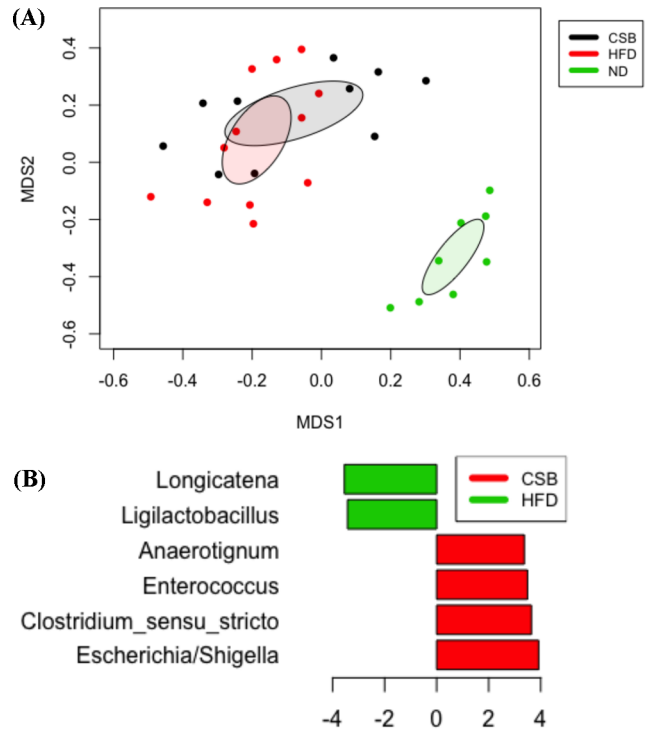 (A)
CSB
HFD
ND
0.4
0.2
0.0
-0.2
-0.4
-0.6
MDS2
-0.6 -0.4 -0.2 0.0 0.2 0.4 0.6
MDS1
(B)
CSB
HFD
Longicatena
Ligilactobacillus
Anaerotignum
Enterococcus
Clostridium_sensu_stricto
Escherichia/Shigella
-4 -2 0 2 4